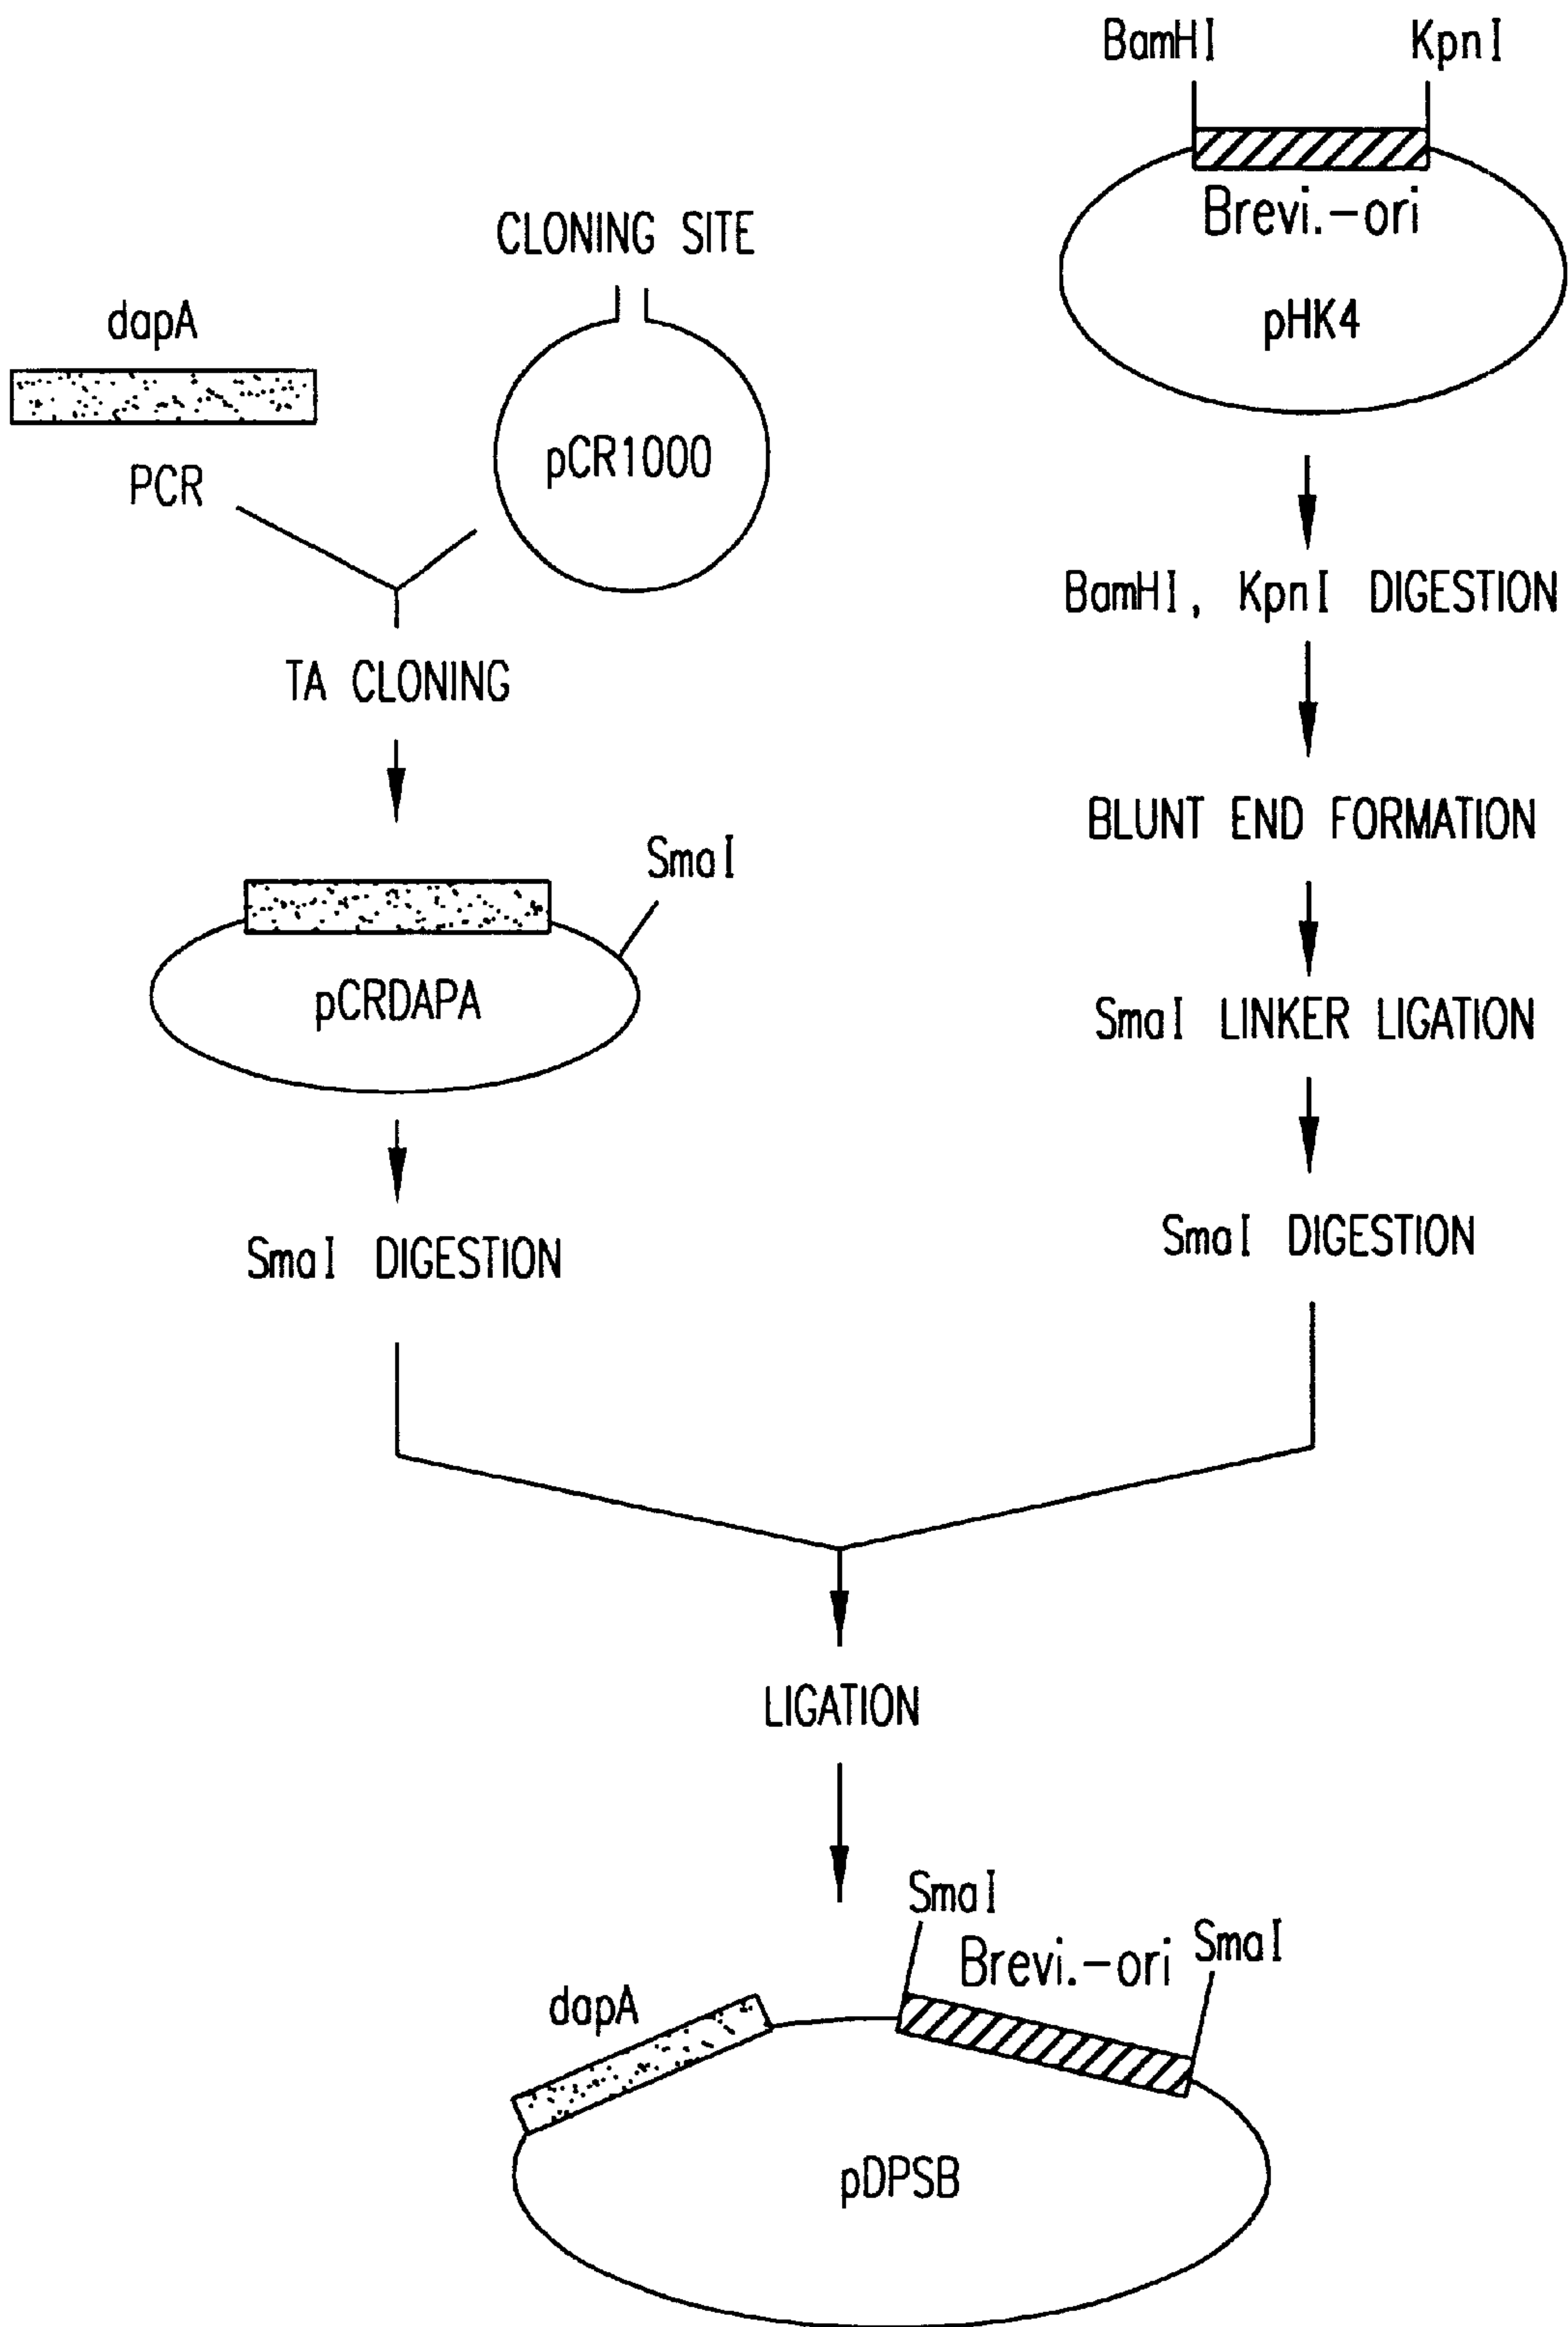 BamHI
KpnI
Brevi.-ori
pHK4
CLONING SITE
dapA
pCR1000
PCR
BamHI, KpnI DIGESTION
TA CLONING
BLUNT END FORMATION
SmaI
pCRDAPA
SmaI LINKER LIGATION
SmaI DIGESTION
SmaI DIGESTION
LIGATION
SmaI
Brevi.-ori
SmaI
dapA
pDPSB